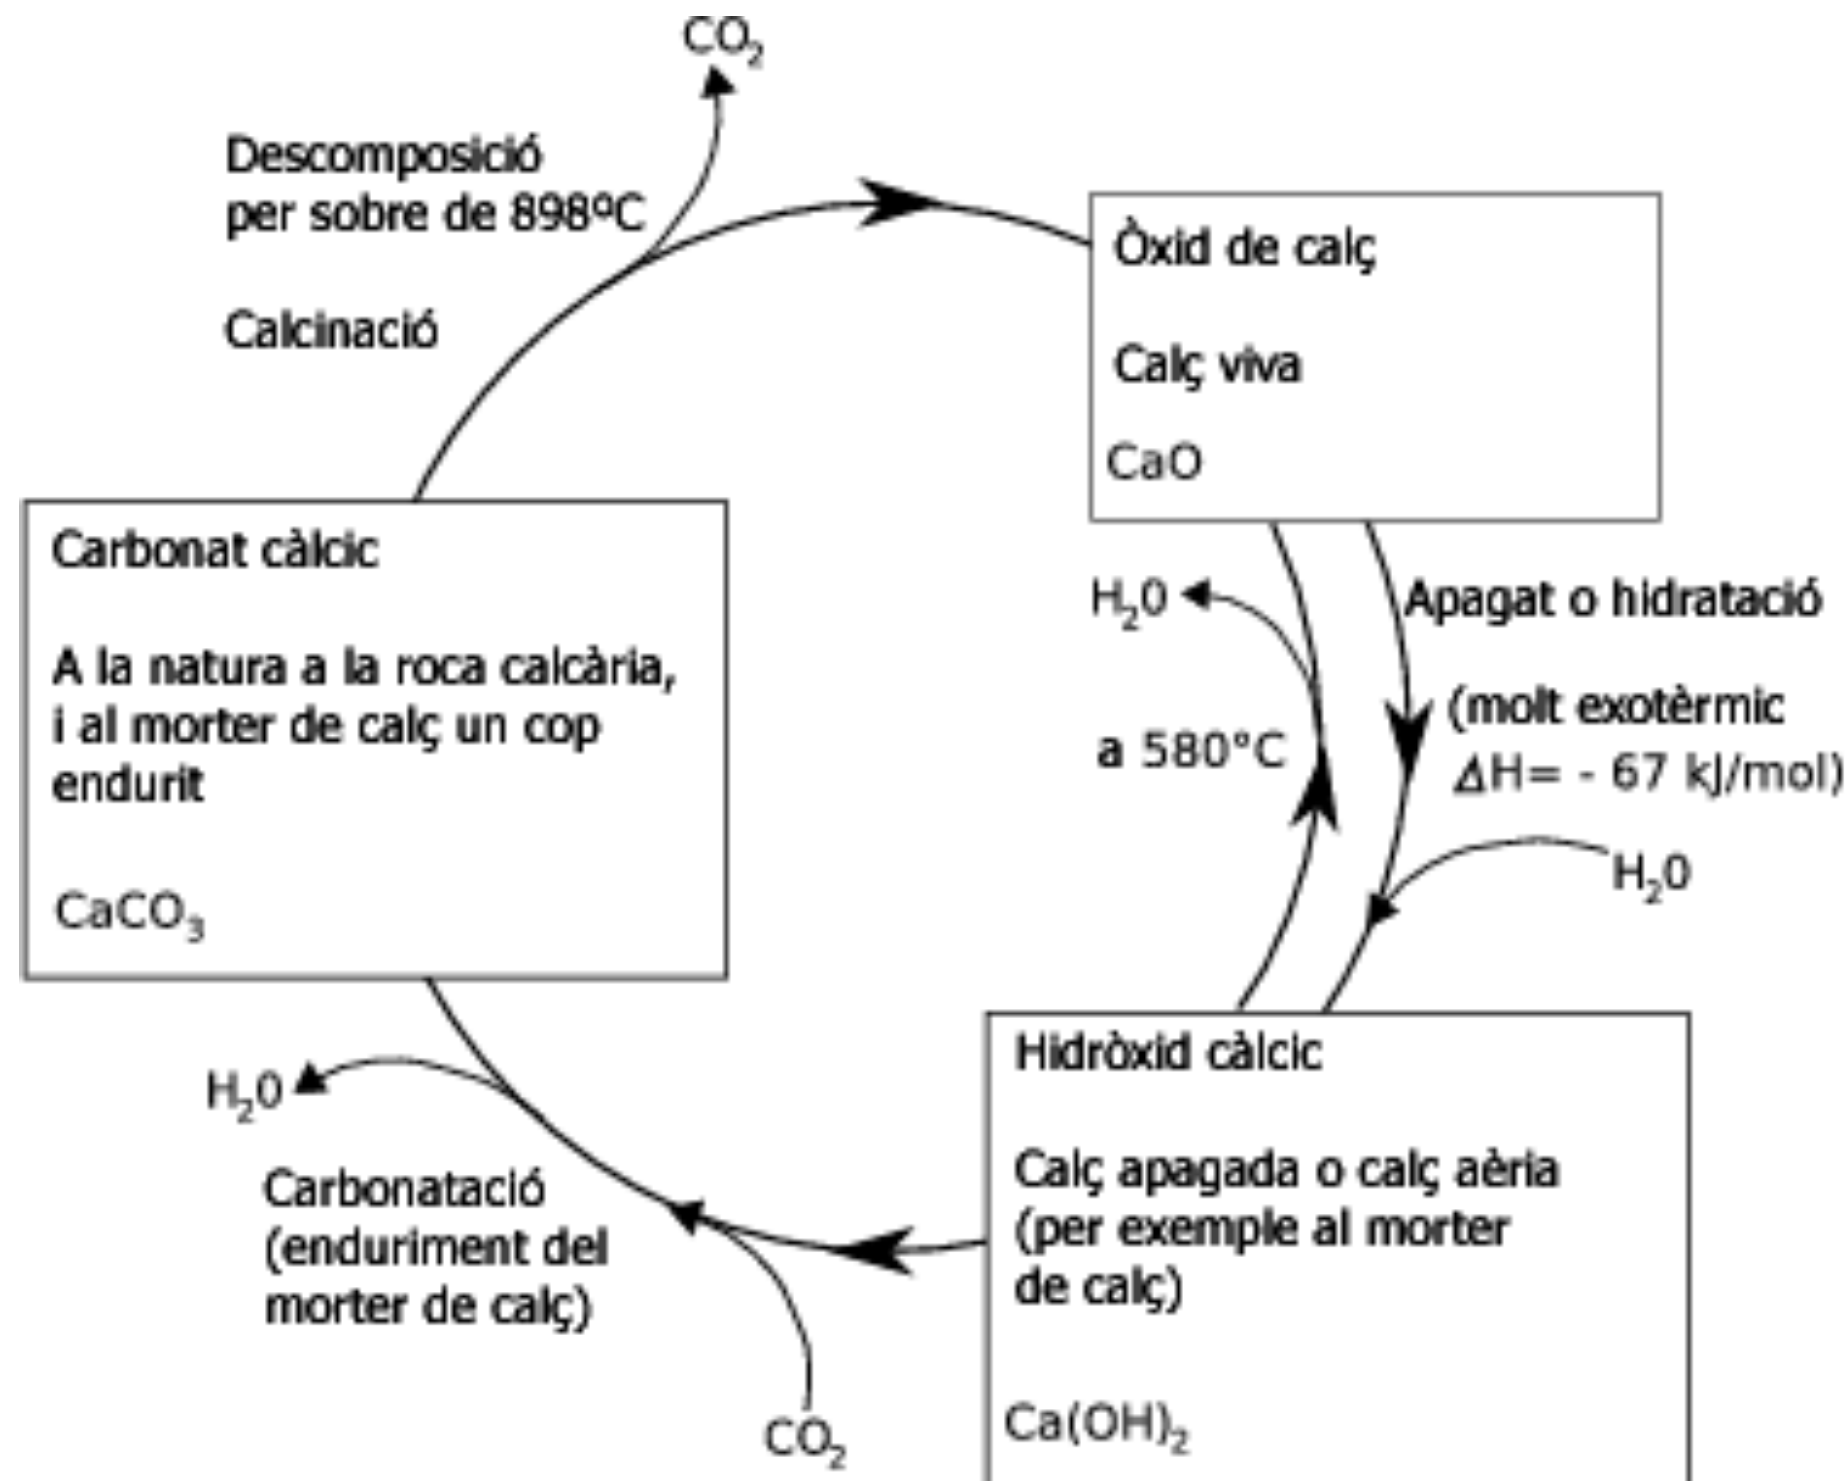 CO₂
Descomposició
per sobre de 898ºC
Calcinació
Òxid de calç
Calç viva
CaO
Carbonat càlcic
A la natura a la roca calcària,
i al morter de calç un cop
endurit
CaCO₃
H₂0
a 580°C
Apagat o hidratació
(molt exotèrmic
ΔH= - 67 kJ/mol)
H₂0
Hidròxid càlcic
Calç apagada o calç aèria
(per exemple al morter
de calç)
Ca(OH)₂
H₂0
Carbonatació
(enduriment del
morter de calç)
CO₂